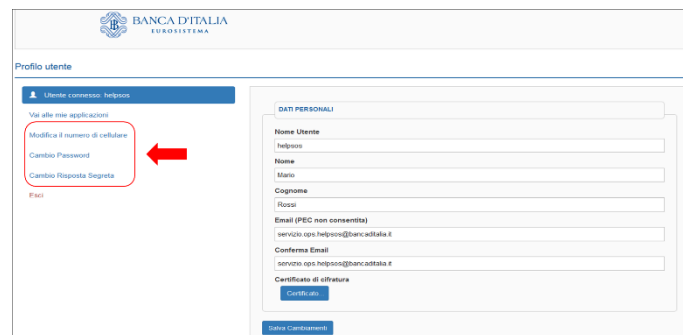 BANCA D'ITALIA
EUROSISTEMA
Profilo utente
Utente connesso: helpsos
Vai alle mie applicazioni
Modifica il numero di cellulare
Cambio Password
Cambio Risposta Segreta
Esci
DATI PERSONALI
Nome Utente
helpsos
Nome
Mario
Cognome
Rossi
Email (PEC non consentita)
servizio.ops.helpsos@bancaditalia.it
Conferma Email
servizio.ops.helpsos@bancaditalia.it
Certificato di cifratura
Certificato
Salva Cambiamenti